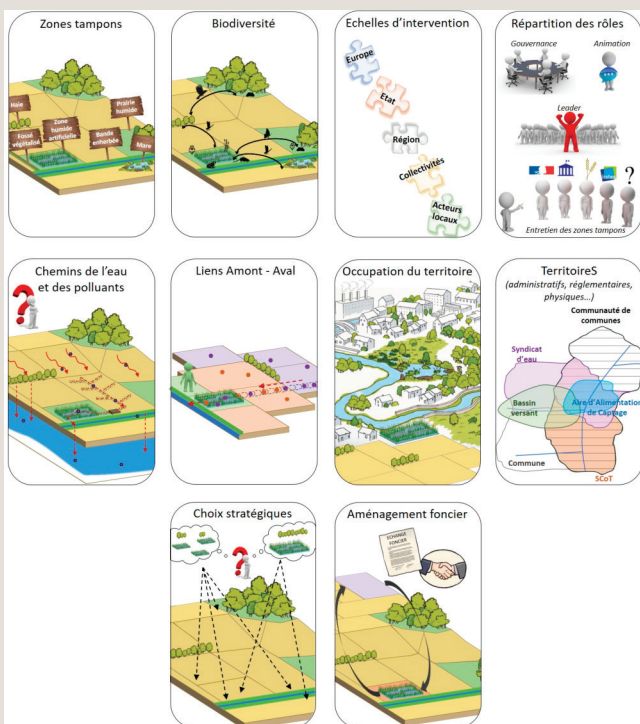 Zones tampons
Haie
Prairie humide
Fossé végétalisé
Zone humide artificielle
Bande enherbée
Mare
Biodiversité
Echelles d'intervention
Europe
Etat
Région
Collectivités
Acteurs locaux
Répartition des rôles
Gouvernance
Animation
Leader
?
Entretien des zones tampons
Chemins de l'eau
et des polluants
?
Liens Amont - Aval
Occupation du territoire
TerritoireS
(administratifs, réglementaires,
physiques...)
Communauté de
communes
Syndicat
d'eau
Bassin
versant
Aire d'Alimentation
de Captage
Commune
SCoT
Choix stratégiques
?
Aménagement foncier
ECHANGE
FONCIER